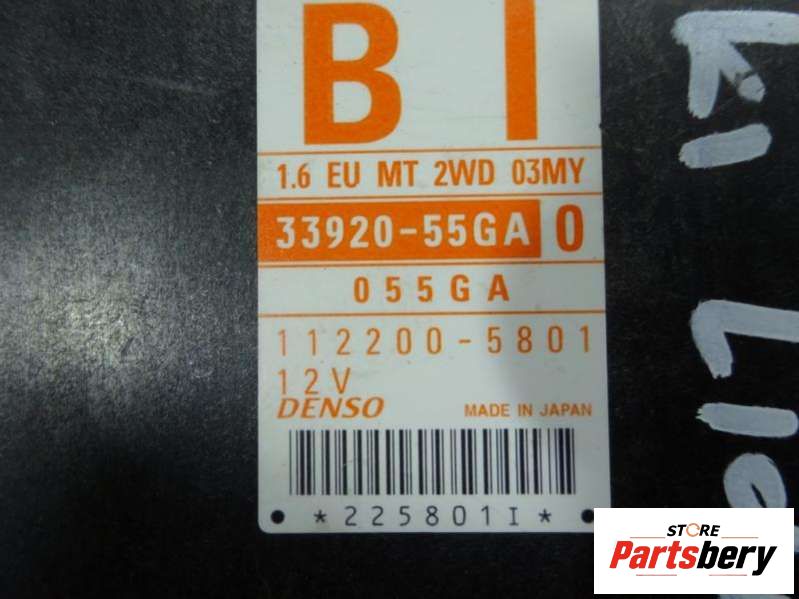 B I
1.6 EU MT 2WD 03MY
33920-55GA 0
055GA
112200-5801
12V
DENSO MADE IN JAPAN
*225801I*
STORE
Partsbery